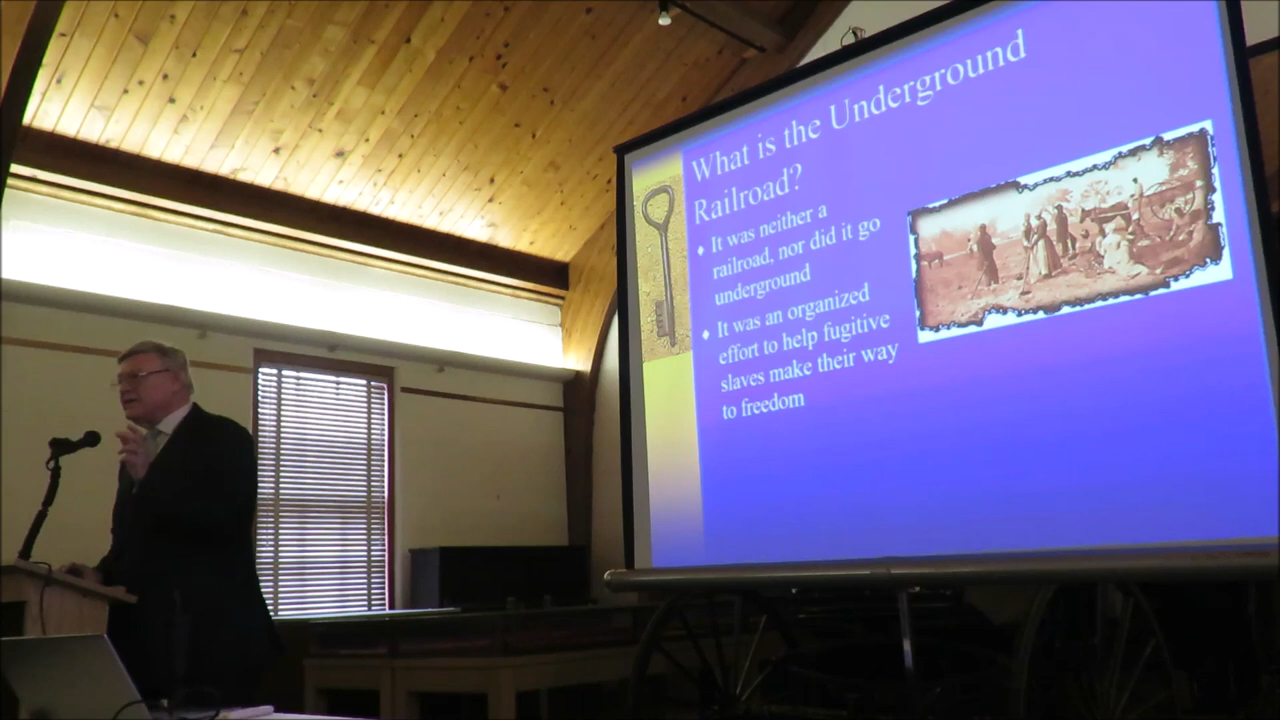 What is the Underground
Railroad?
It was neither a
railroad, nor did it go
underground
It was an organized
effort to help fugitive
slaves make their way
to freedom